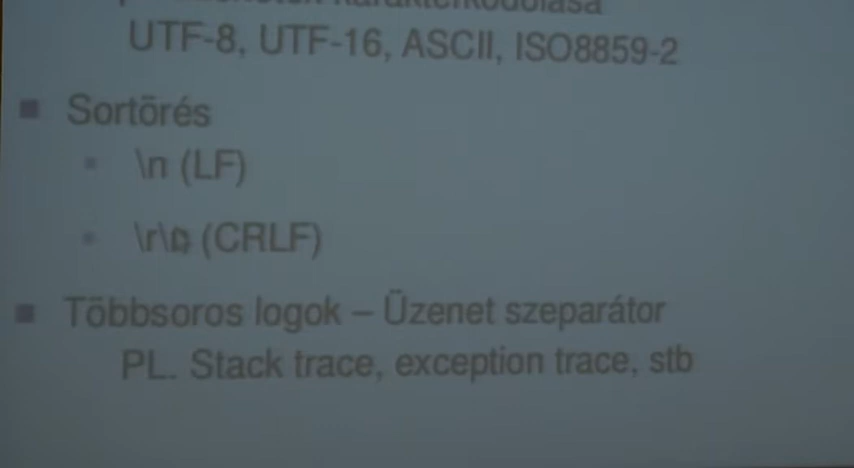 karakterkódolása
UTF-8, UTF-16, ASCII, ISO8859-2
Sortörés
\n (LF)
\r\n (CRLF)
Többsoros logok – Üzenet szeparátor
PL. Stack trace, exception trace, stb